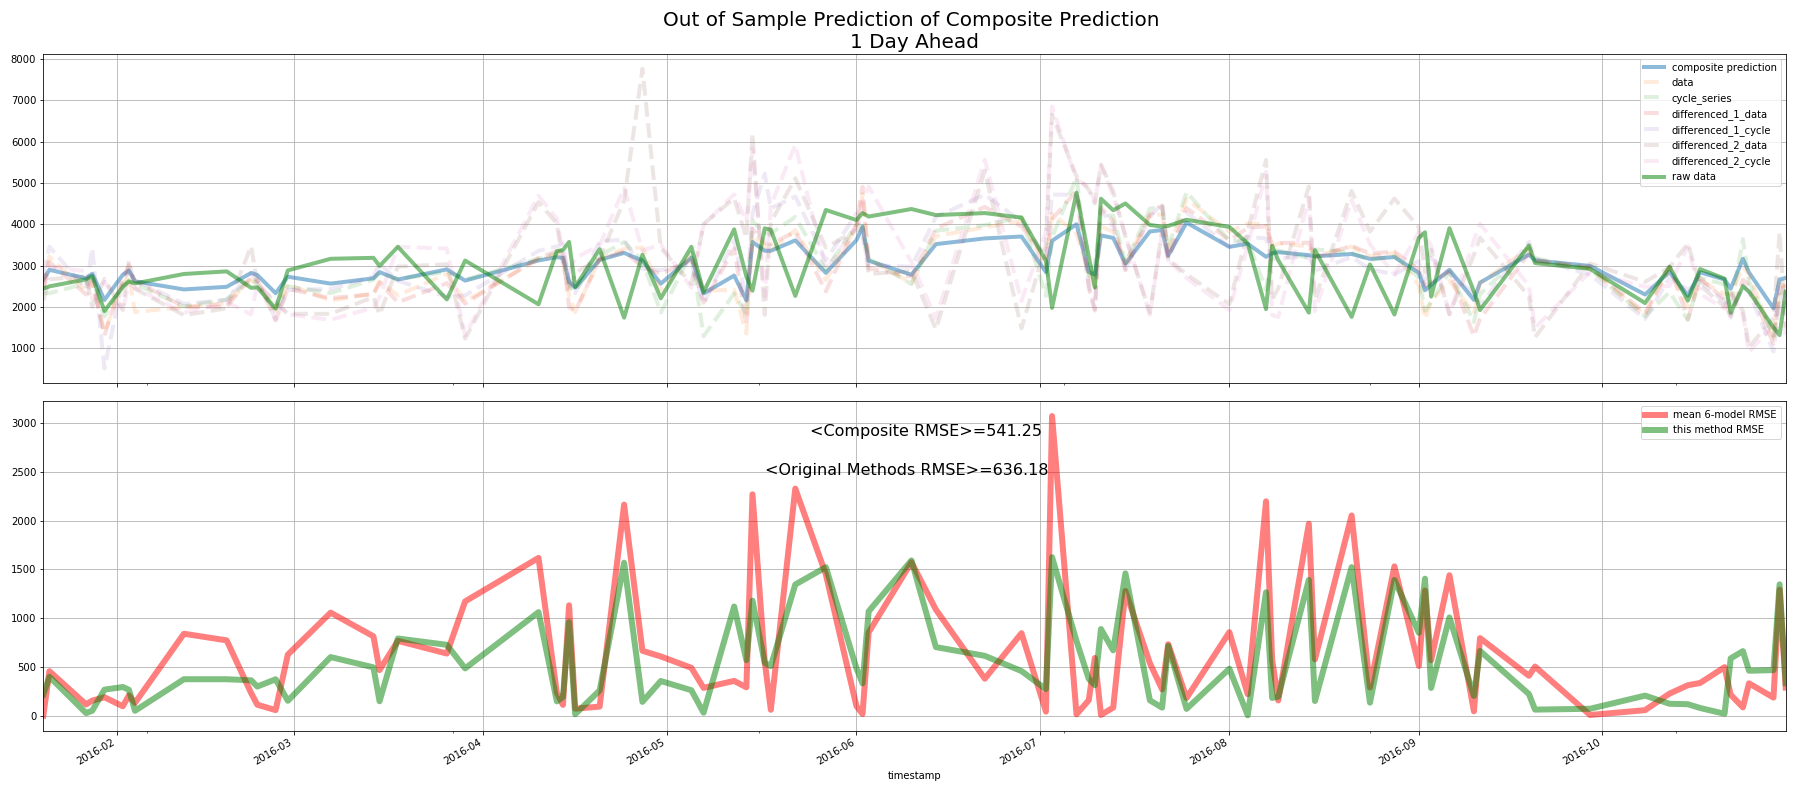 Out of Sample Prediction of Composite Prediction
1 Day Ahead
8000
7000
6000
5000
4000
3000
2000
1000
composite prediction
data
cycle_series
differenced_1_data
differenced_1_cycle
differenced_2_data
differenced_2_cycle
raw data
3000
2500
2000
1500
1000
500
0
<Composite RMSE>=541.25
<Original Methods RMSE>=636.18
mean 6-model RMSE
this method RMSE
2016-02
2016-03
2016-04
2016-05
2016-06
2016-07
2016-08
2016-09
2016-10
timestamp